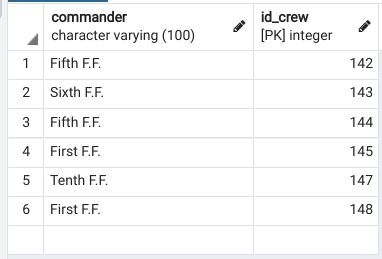 commander id_crew
character varying (100) [PK] integer
1 Fifth F.F. 142
2 Sixth F.F. 143
3 Fifth F.F. 144
4 First F.F. 145
5 Tenth F.F. 147
6 First F.F. 148